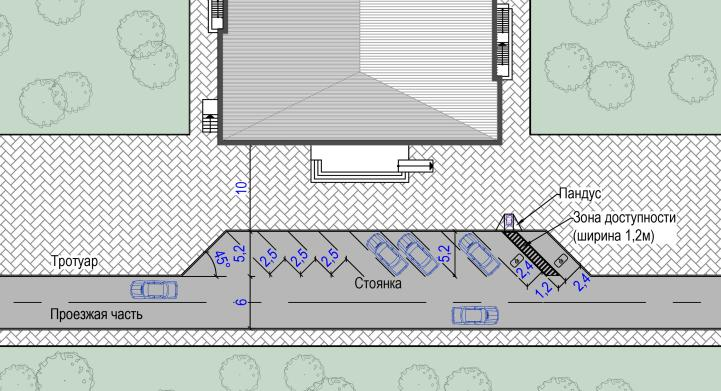 Пандус
Зона доступности
(ширина 1,2м)
10
Тротуар
45°
5,2
2,5
2,5
2,5
5,2
2,4
1,2
2,4
Стоянка
6
Проезжая часть